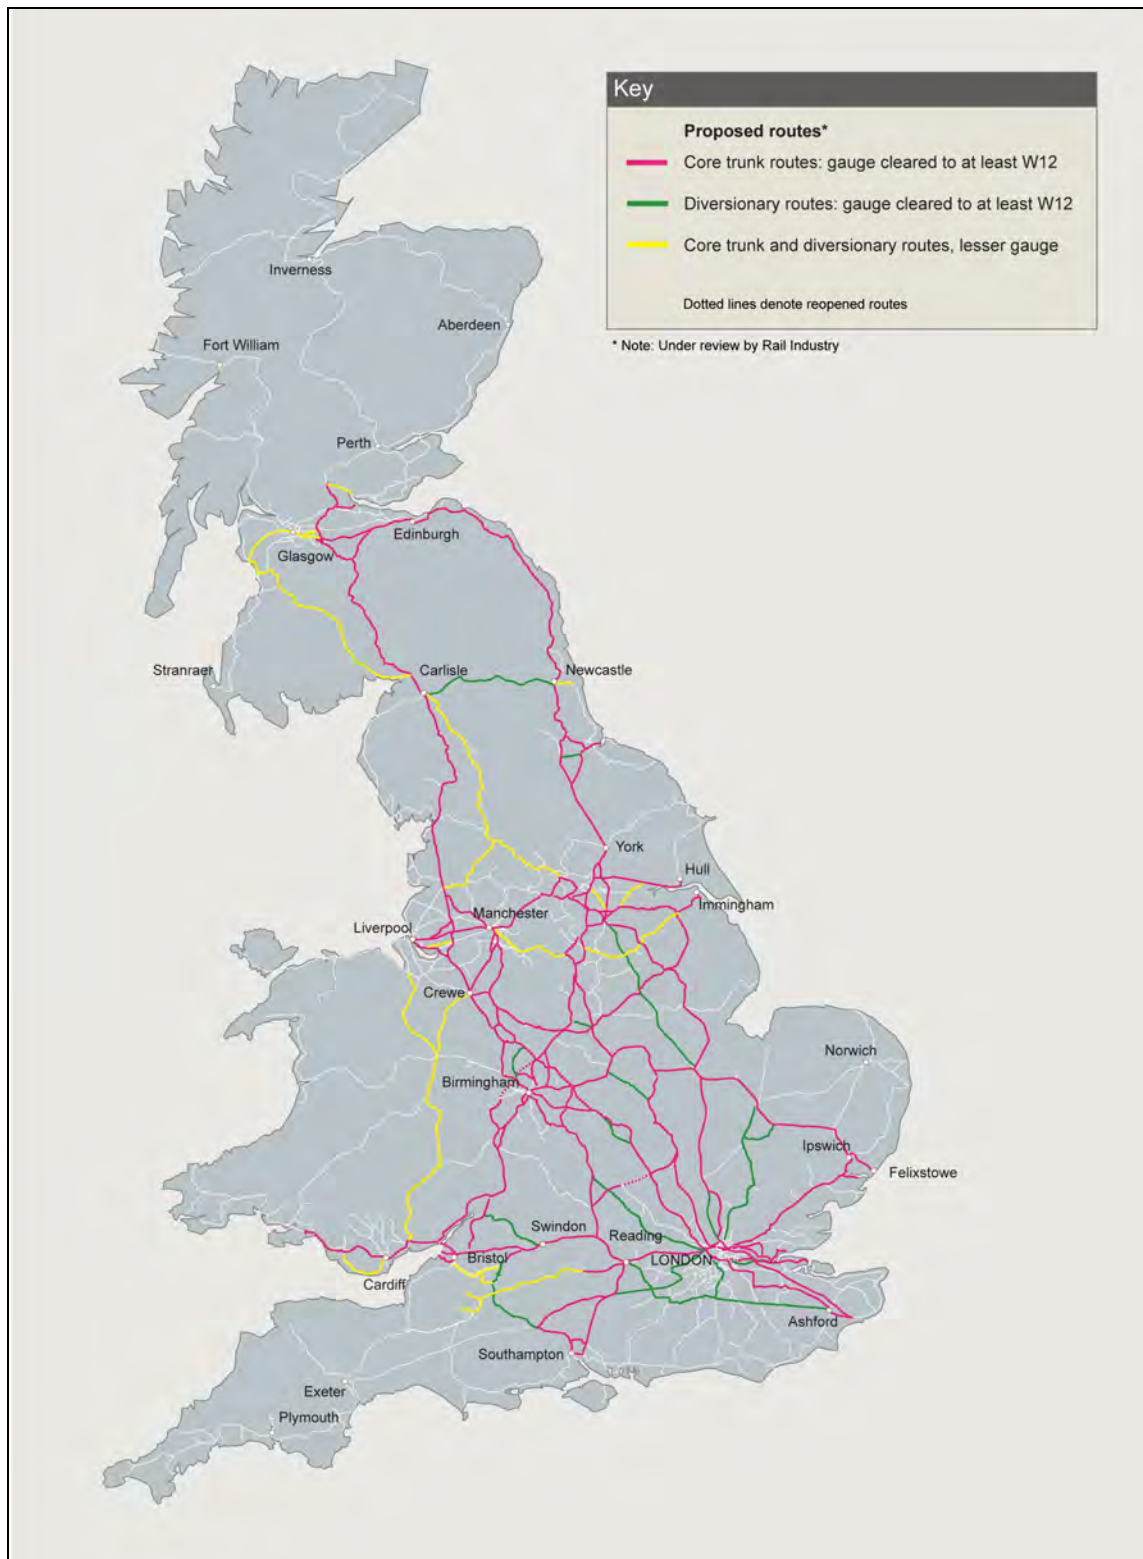 Key
Proposed routes*
Core trunk routes: gauge cleared to at least W12
Diversionary routes: gauge cleared to at least W12
Core trunk and diversionary routes, lesser gauge
Dotted lines denote reopened routes
* Note: Under review by Rail Industry
Inverness
Aberdeen
Fort William
Perth
Edinburgh
Glasgow
Stranraer
Carlisle
Newcastle
York
Hull
Immingham
Manchester
Liverpool
Crewe
Norwich
Birmingham
Ipswich
Felixstowe
Swindon
Reading
Bristol
LONDON
Cardiff
Ashford
Southampton
Exeter
Plymouth